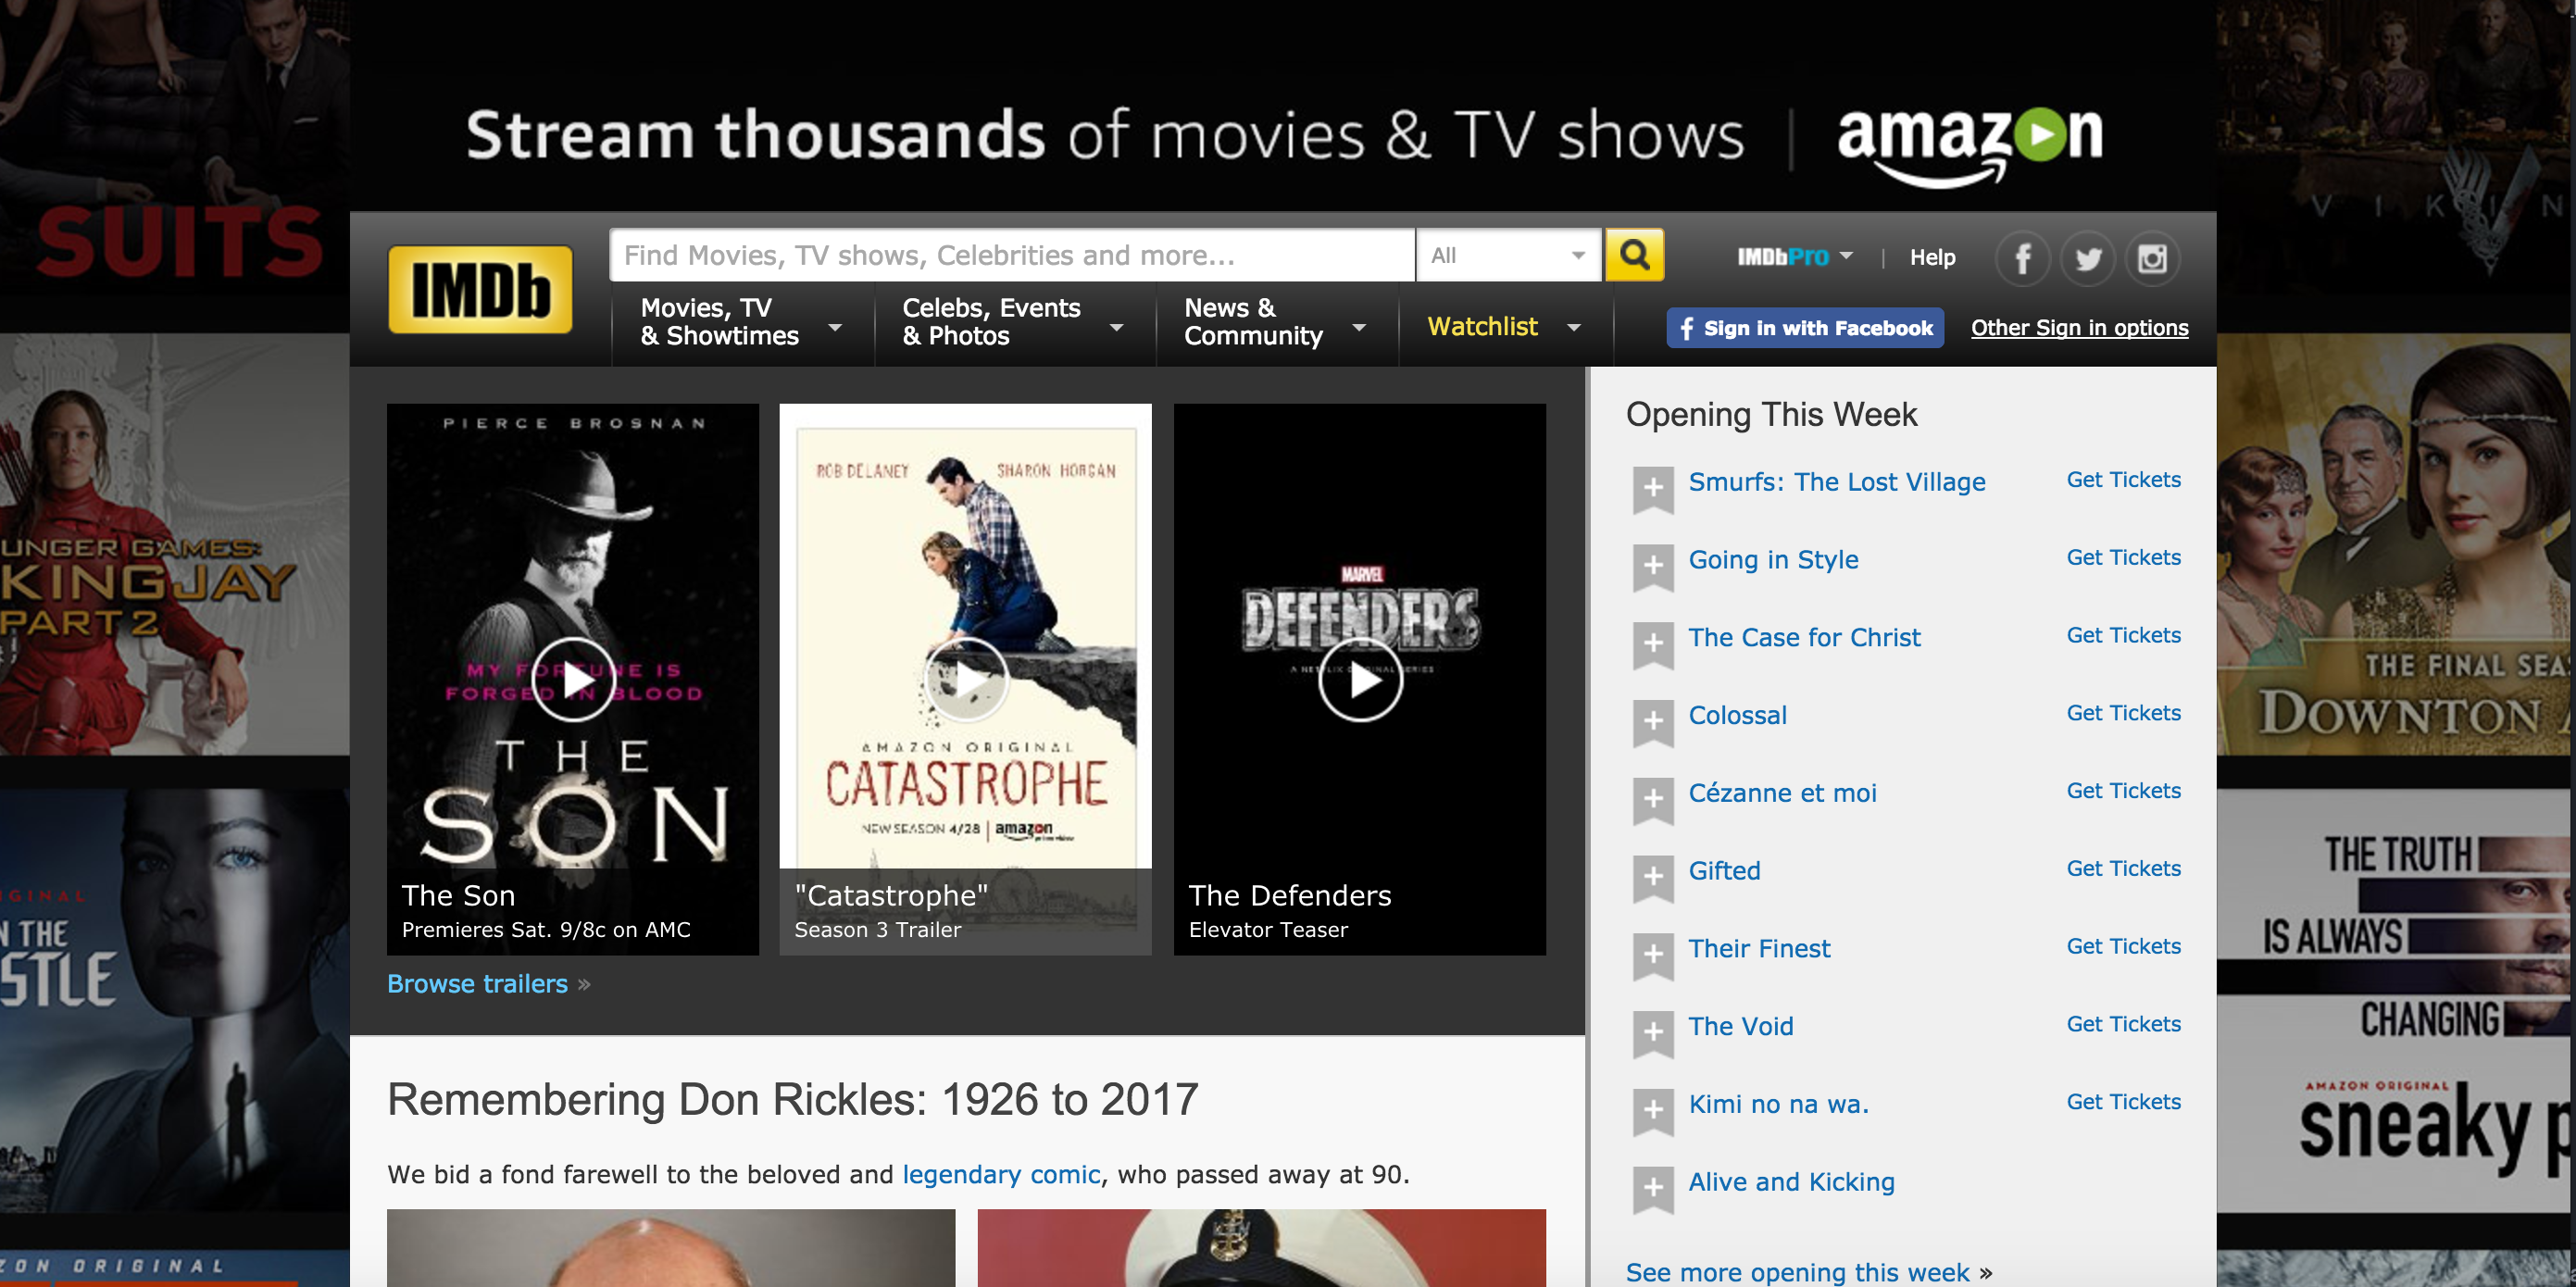 Stream thousands of movies & TV shows | amazon
SUITS
VIKIN
IMDb
Find Movies, TV shows, Celebrities and more...
All
IMDbPro
|
Help
Movies, TV
& Showtimes
Celebs, Events
& Photos
News &
Community
Watchlist
f Sign in with Facebook
Other Sign in options
UNGER GAMES:
KINGJAY
PART 2
PIERCE BROSNAN
MY FORTUNE IS
FORGED IN BLOOD
THE
SON
The Son
Premieres Sat. 9/8c on AMC
ROB DELANEY
SHARON HORGAN
AMAZON ORIGINAL
CATASTROPHE
NEW SEASON 4/28 | amazon
prime video
"Catastrophe"
Season 3 Trailer
MARVEL
THE DEFENDERS
A NETFLIX ORIGINAL SERIES
The Defenders
Elevator Teaser
Browse trailers »
Opening This Week
Smurfs: The Lost Village Get Tickets
Going in Style Get Tickets
The Case for Christ Get Tickets
Colossal Get Tickets
Cézanne et moi Get Tickets
Gifted Get Tickets
Their Finest Get Tickets
The Void Get Tickets
Kimi no na wa. Get Tickets
Alive and Kicking
See more opening this week »
Remembering Don Rickles: 1926 to 2017
We bid a fond farewell to the beloved and legendary comic, who passed away at 90.
IGINAL
N THE
STLE
ZON ORIGINAL
THE FINAL SEA
DOWNTON A
THE TRUTH
IS ALWAYS
CHANGING
AMAZON ORIGINAL
sneaky p